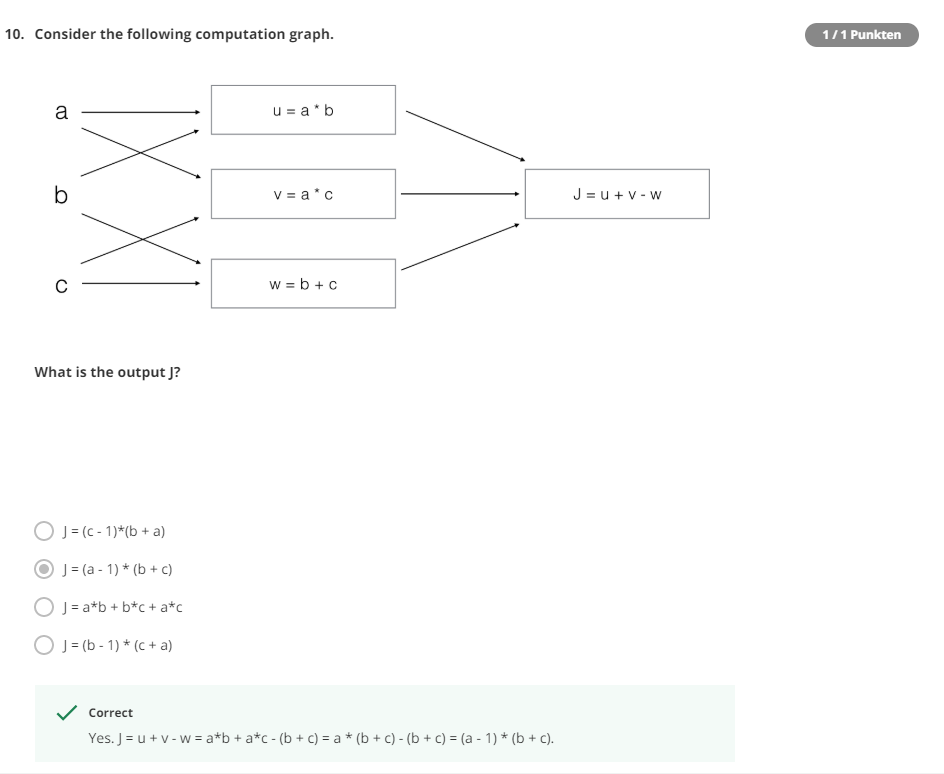 10. Consider the following computation graph.
1 / 1 Punkten
a
u = a * b
b
v = a * c
J = u + v - w
c
w = b + c
What is the output J?
J = (c - 1)*(b + a)
J = (a - 1) * (b + c)
J = a*b + b*c + a*c
J = (b - 1) * (c + a)
Correct
Yes. J = u + v - w = a*b + a*c - (b + c) = a * (b + c) - (b + c) = (a - 1) * (b + c).